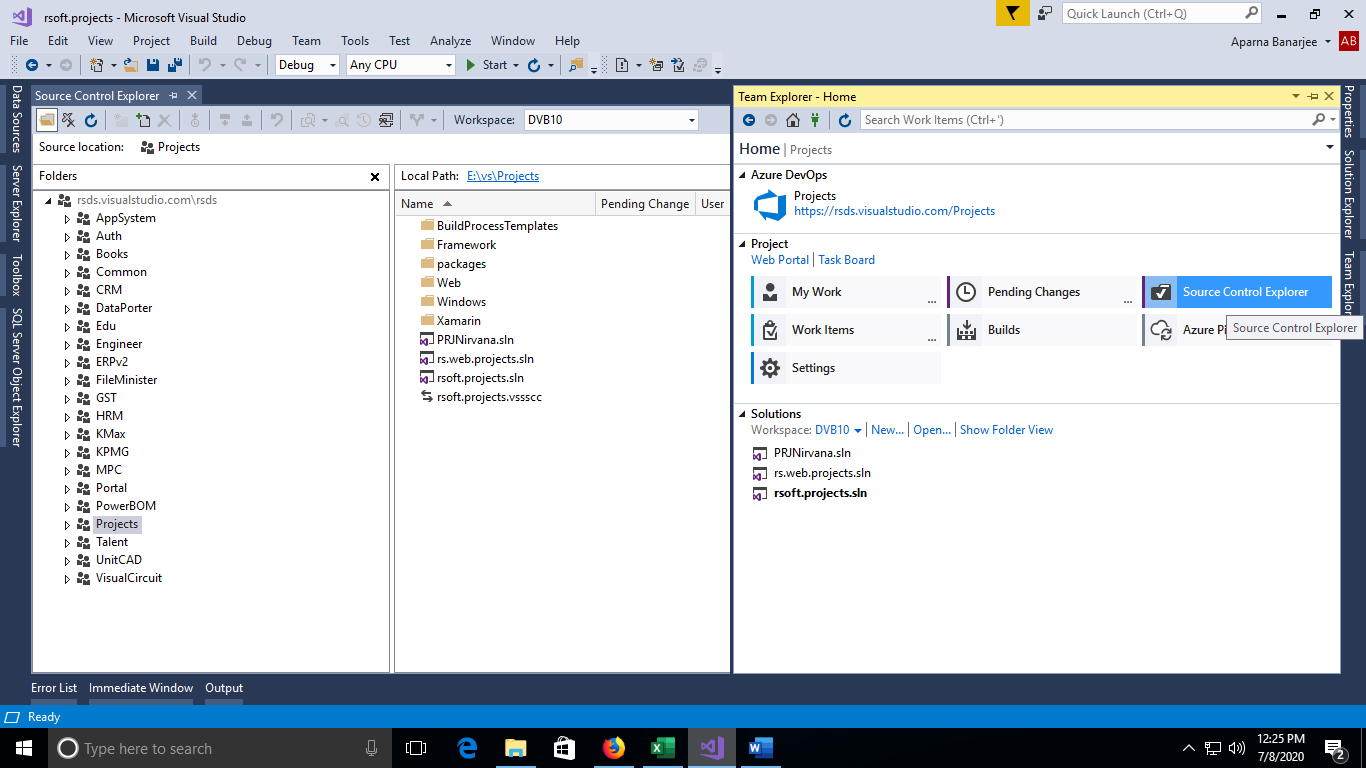 rsoft.projects - Microsoft Visual Studio
Quick Launch (Ctrl+Q)
File Edit View Project Build Debug Team Tools Test Analyze Window Help
Aparna Banarjee AB
Debug Any CPU Start
Data Sources
Server Explorer
Toolbox
SQL Server Object Explorer
Source Control Explorer
Workspace: DVB10
Source location: Projects
Folders
rsds.visualstudio.com\rsds
AppSystem
Auth
Books
Common
CRM
DataPorter
Edu
Engineer
ERPv2
FileMinister
GST
HRM
KMax
KPMG
MPC
Portal
PowerBOM
Projects
Talent
UnitCAD
VisualCircuit
Local Path: E:\vs\Projects
Name Pending Change User
BuildProcessTemplates
Framework
packages
Web
Windows
Xamarin
PRJNirvana.sln
rs.web.projects.sln
rsoft.projects.sln
rsoft.projects.vssscc
Team Explorer - Home
Search Work Items (Ctrl+')
Home | Projects
Azure DevOps
Projects
https://rsds.visualstudio.com/Projects
Project
Web Portal | Task Board
My Work ...
Pending Changes ...
Source Control Explorer
Work Items ...
Builds
Azure Pi
Source Control Explorer
Settings
Solutions
Workspace: DVB10 | New... | Open... | Show Folder View
PRJNirvana.sln
rs.web.projects.sln
rsoft.projects.sln
Properties
Solution Explorer
Team Explor
Error List Immediate Window Output
Ready
Type here to search
12:25 PM
7/8/2020
2